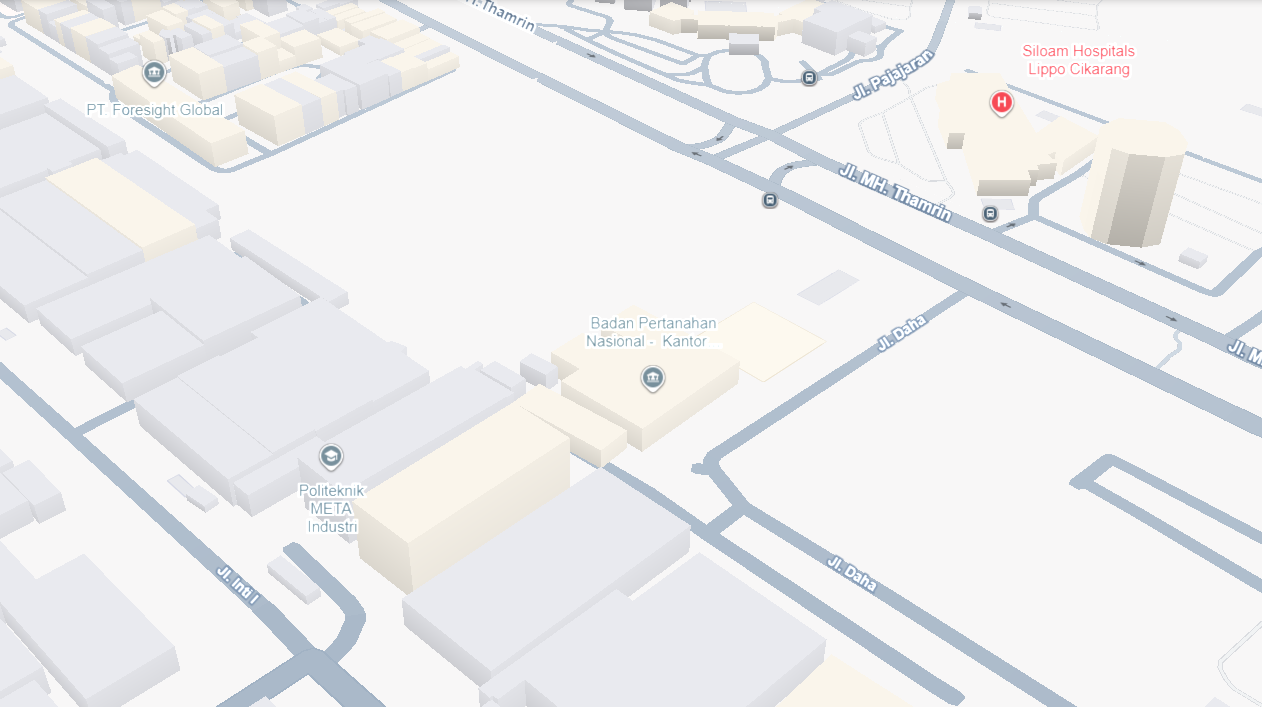 H. Thamrin
Siloam Hospitals
Lippo Cikarang
H
Jl. Pajajaran
PT. Foresight Global
Jl. MH. Thamrin
Badan Pertanahan
Nasional - Kantor ...
Jl. Daha
Jl. M
Politeknik
META
Industri
Jl. Inti I
Jl. Daha